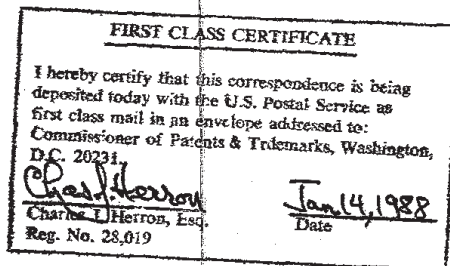 FIRST CLASS CERTIFICATE
I hereby certify that this correspondence is being
deposited today with the U.S. Postal Service as
first class mail in an envelope addressed to:
Commissioner of Patents & Trdemarks, Washington,
D.C. 20231.
Chas. J. Herron Jan. 14, 1988
Charles J. Herron, Esq. Date
Reg. No. 28,019